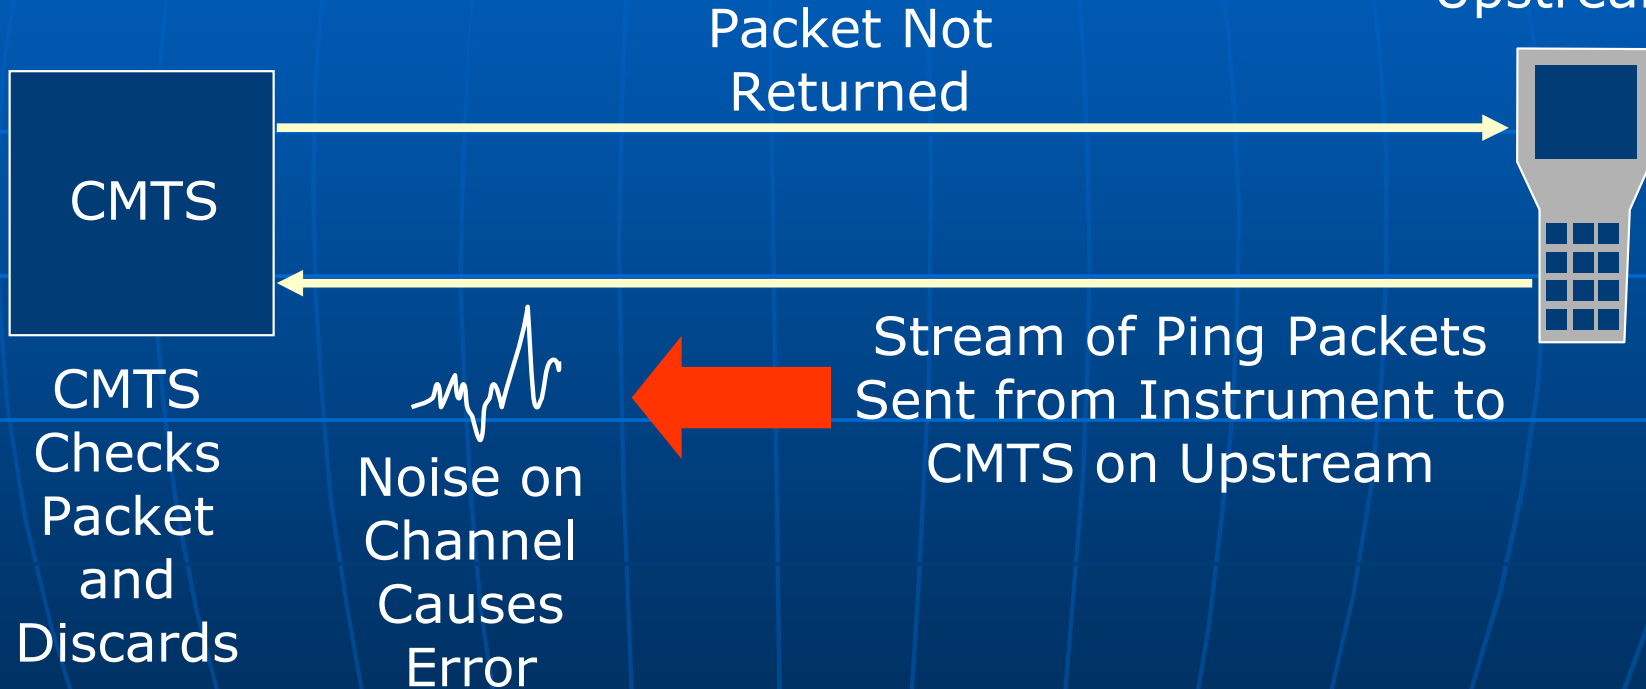 Packet Not
Returned
CMTS
Stream of Ping Packets
Sent from Instrument to
CMTS on Upstream
CMTS
Checks
Packet
and
Discards
Noise on
Channel
Causes
Error